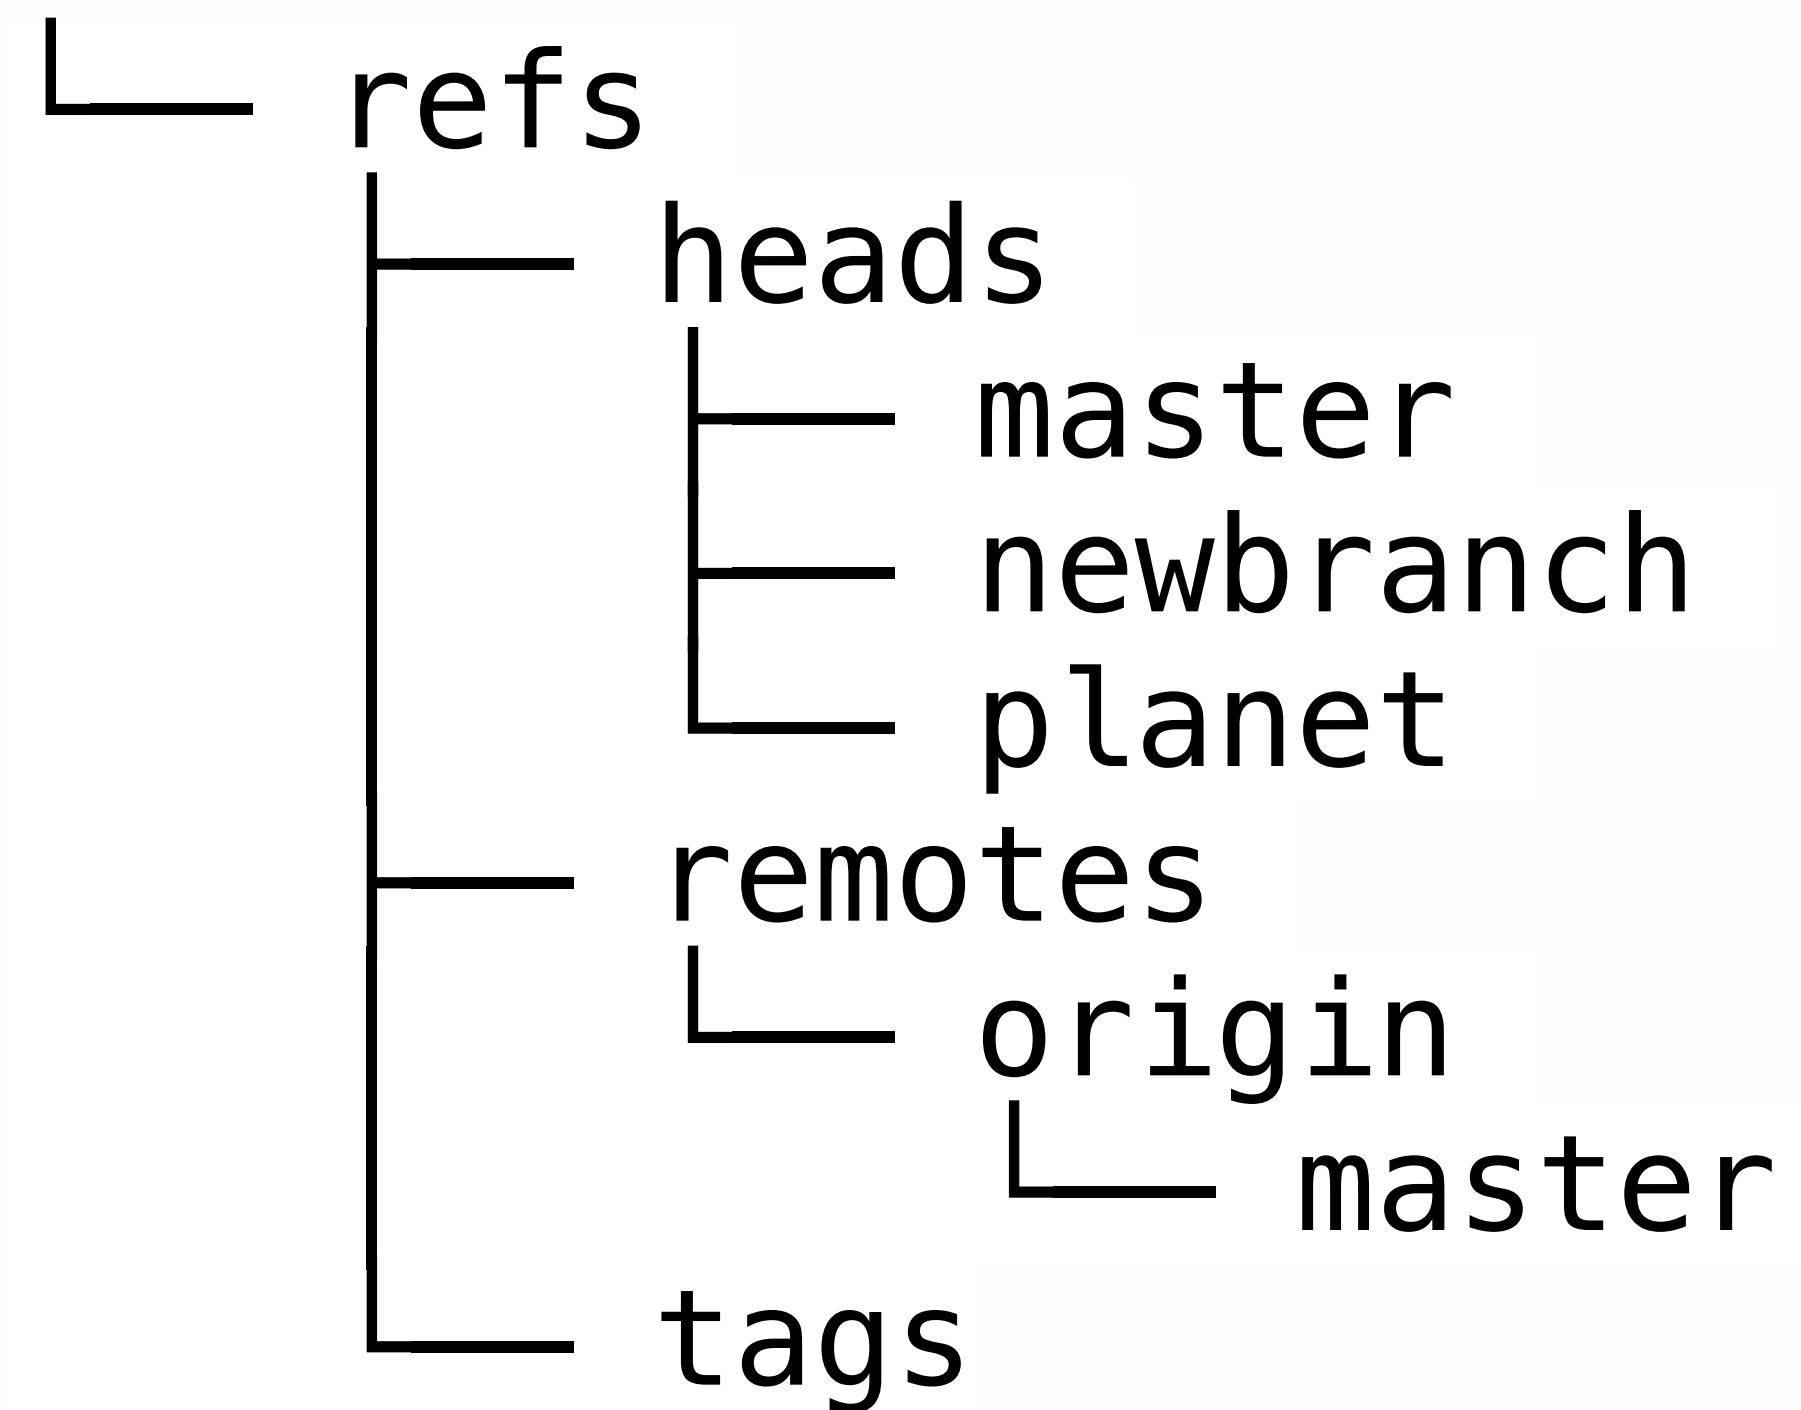 └── refs
    ├── heads
    │   ├── master
    │   ├── newbranch
    │   └── planet
    ├── remotes
    │   └── origin
    │       └── master
    └── tags